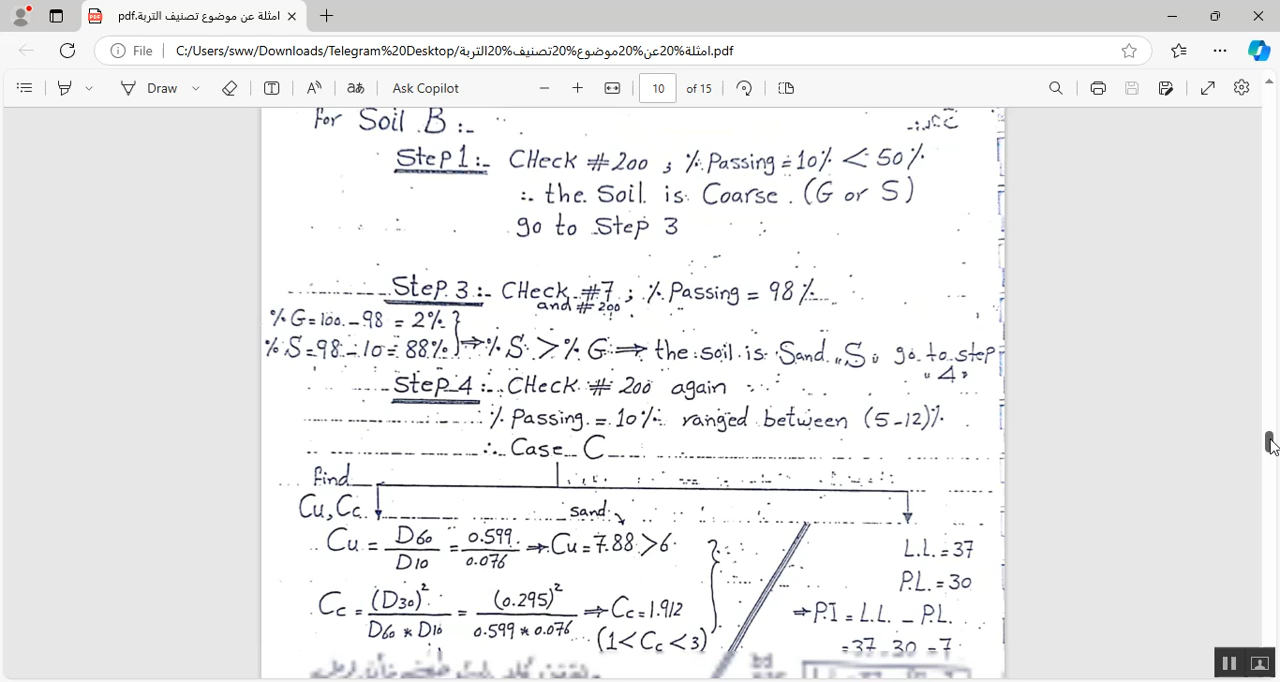 امثلة عن موضوع تصنيف التربة.pdf
File C:/Users/sww/Downloads/Telegram%20Desktop/امثلة%20عن%20موضوع%20تصنيف%20التربة.pdf
Draw aあ Ask Copilot 10 of 15
For Soil B :-
Step 1 :- CHeck #200 ; % Passing = 10% < 50%
∴ the Soil is Coarse. (G or S)
go to Step 3
Step 3 :- CHeck #7 ; % Passing = 98%
and #200
% G = 100 - 98 = 2%
% S = 98 - 10 = 88% ⇒ % S > % G ⇒ the soil is Sand "S" go to step "4"
Step 4 :- CHeck # 200 again
% Passing = 10% ranged between (5-12)%
∴ Case C
find
Cu, Cc
sand
Cu = D60 / D10 = 0.599 / 0.076 ⇒ Cu = 7.88 > 6
L.L. = 37
P.L. = 30
Cc = (D30)² / D60 * D10 = (0.295)² / 0.599 * 0.076 ⇒ Cc = 1.912
(1 < Cc < 3)
⇒ P.I = L.L. - P.L.
= 37 - 30 = 7